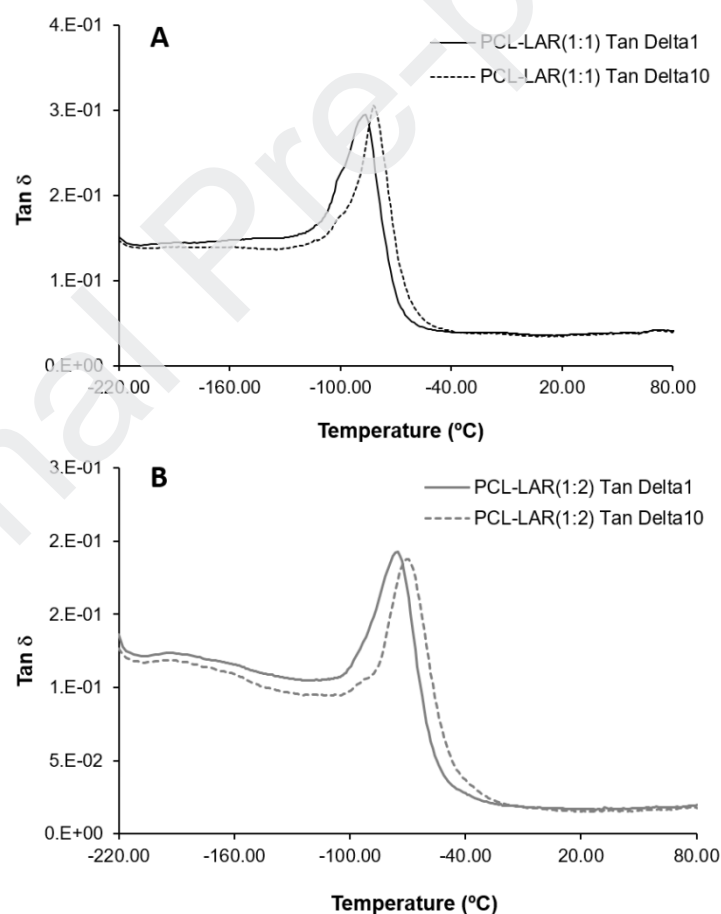 A
4.E-01
3.E-01
2.E-01
1.E-01
0.E+00
Tan δ
PCL-LAR(1:1) Tan Delta1
PCL-LAR(1:1) Tan Delta10
-220.00 -160.00 -100.00 -40.00 20.00 80.00
Temperature (ºC)
B
3.E-01
2.E-01
2.E-01
1.E-01
5.E-02
0.E+00
Tan δ
PCL-LAR(1:2) Tan Delta1
PCL-LAR(1:2) Tan Delta10
-220.00 -160.00 -100.00 -40.00 20.00 80.00
Temperature (ºC)
nal Pre-p